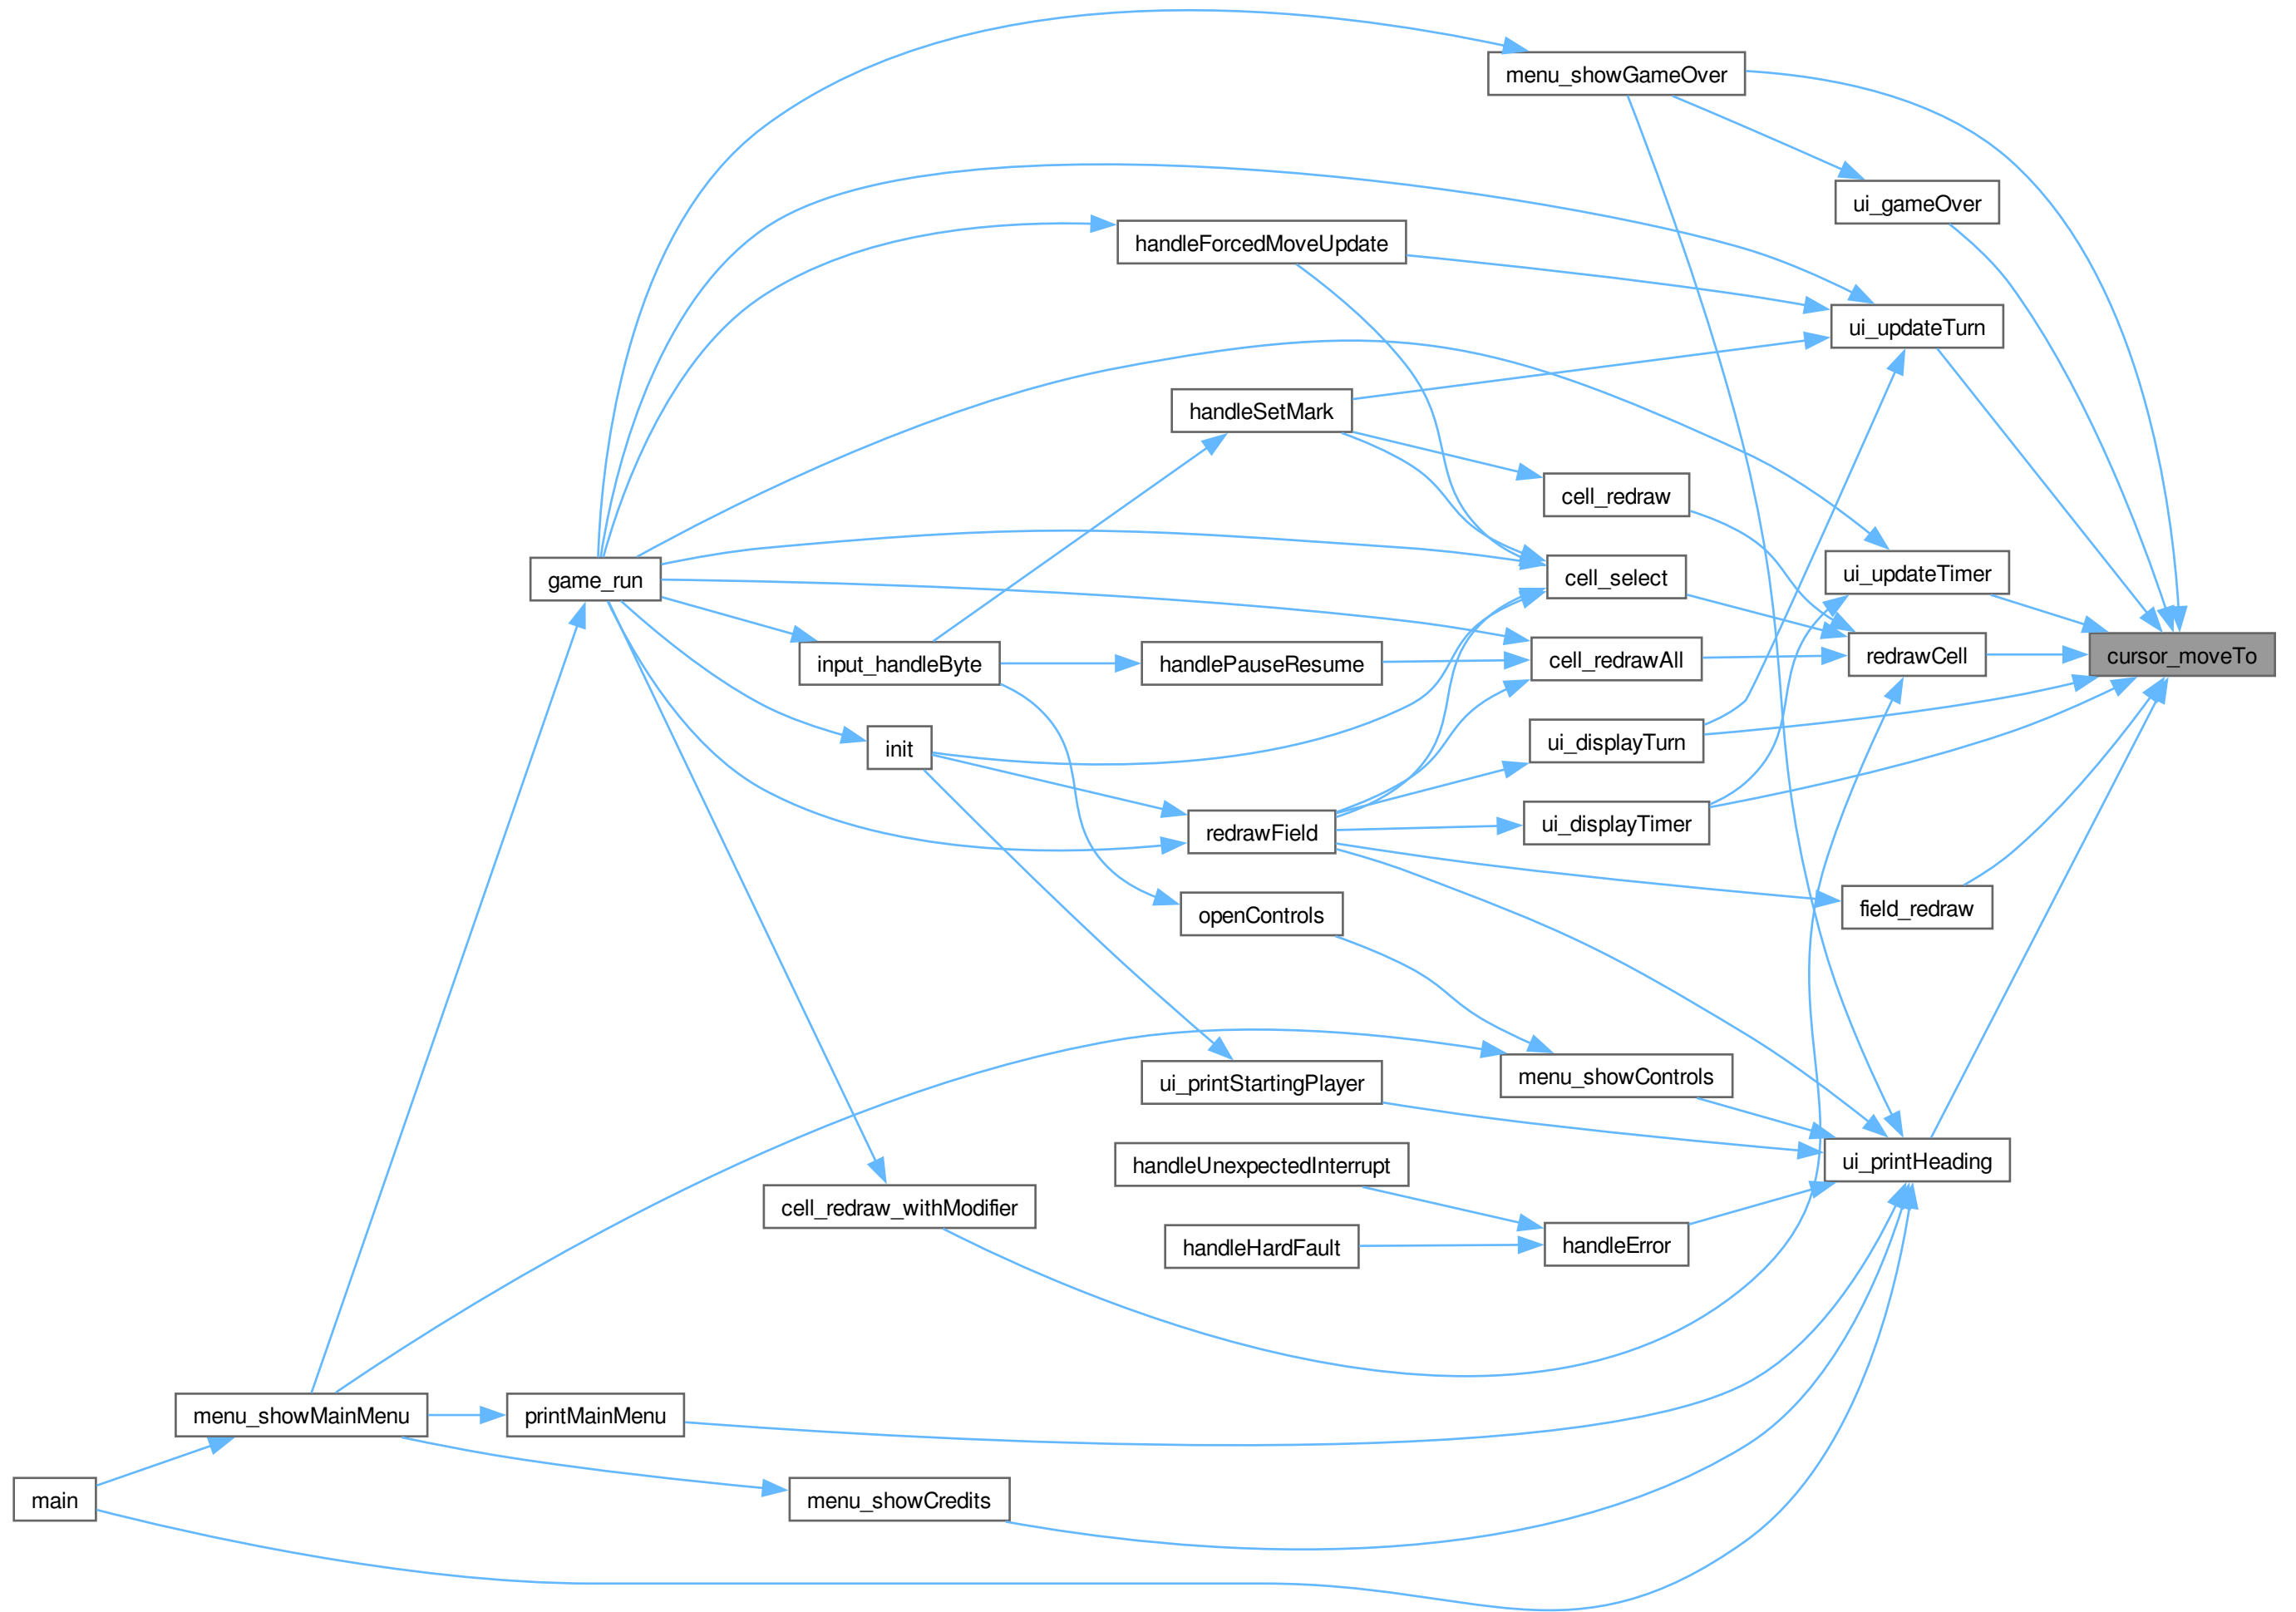 menu_showGameOver
ui_gameOver
handleForcedMoveUpdate
ui_updateTurn
handleSetMark
cell_redraw
game_run
cell_select
ui_updateTimer
input_handleByte
handlePauseResume
cell_redrawAll
redrawCell
cursor_moveTo
init
ui_displayTurn
redrawField
ui_displayTimer
openControls
field_redraw
ui_printStartingPlayer
menu_showControls
handleUnexpectedInterrupt
ui_printHeading
cell_redraw_withModifier
handleHardFault
handleError
menu_showMainMenu
printMainMenu
main
menu_showCredits